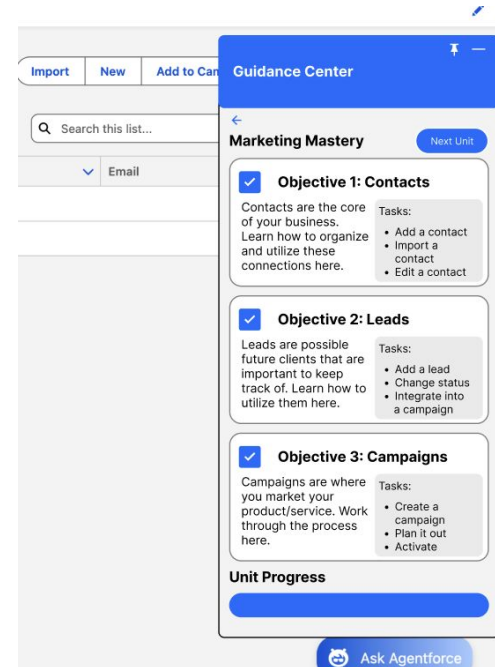 Import New Add to Can
Guidance Center
Search this list...
Email
Marketing Mastery
Next Unit
Objective 1: Contacts
Contacts are the core
of your business.
Learn how to organize
and utilize these
connections here.
Tasks:
• Add a contact
• Import a
contact
• Edit a contact
Objective 2: Leads
Leads are possible
future clients that are
important to keep
track of. Learn how to
utilize them here.
Tasks:
• Add a lead
• Change status
• Integrate into
a campaign
Objective 3: Campaigns
Campaigns are where
you market your
product/service. Work
through the process
here.
Tasks:
• Create a
campaign
• Plan it out
• Activate
Unit Progress
Ask Agentforce